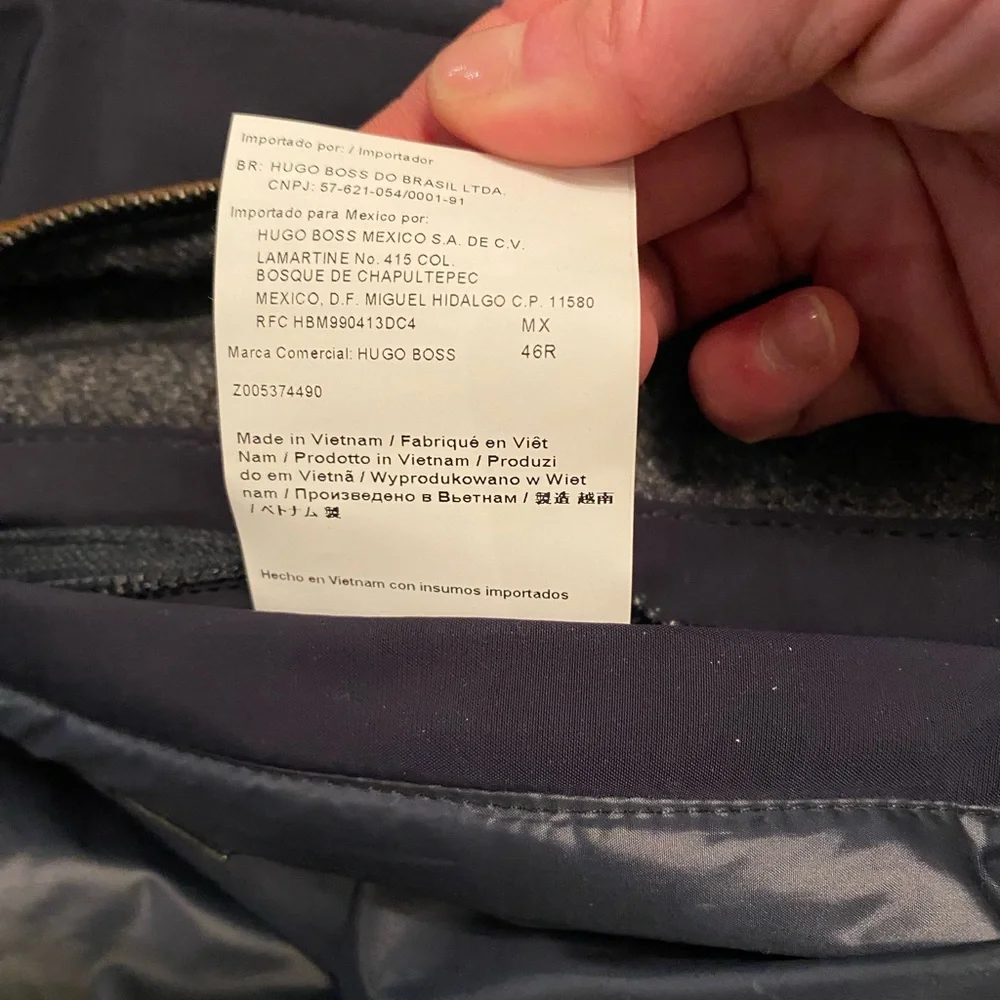 Importado por: / Importador
BR: HUGO BOSS DO BRASIL LTDA.
CNPJ: 57-621-054/0001-91
Importado para Mexico por:
HUGO BOSS MEXICO S.A. DE C.V.
LAMARTINE No. 415 COL.
BOSQUE DE CHAPULTEPEC
MEXICO, D.F. MIGUEL HIDALGO C.P. 11580
RFC HBM990413DC4 MX
Marca Comercial: HUGO BOSS 46R
Z005374490
Made in Vietnam / Fabriqué en Viêt
Nam / Prodotto in Vietnam / Produzi
do em Vietnã / Wyprodukowano w Wiet
nam / Произведено в Вьетнам / 製造 越南
/ ベトナム 製
Hecho en Vietnam con insumos importados